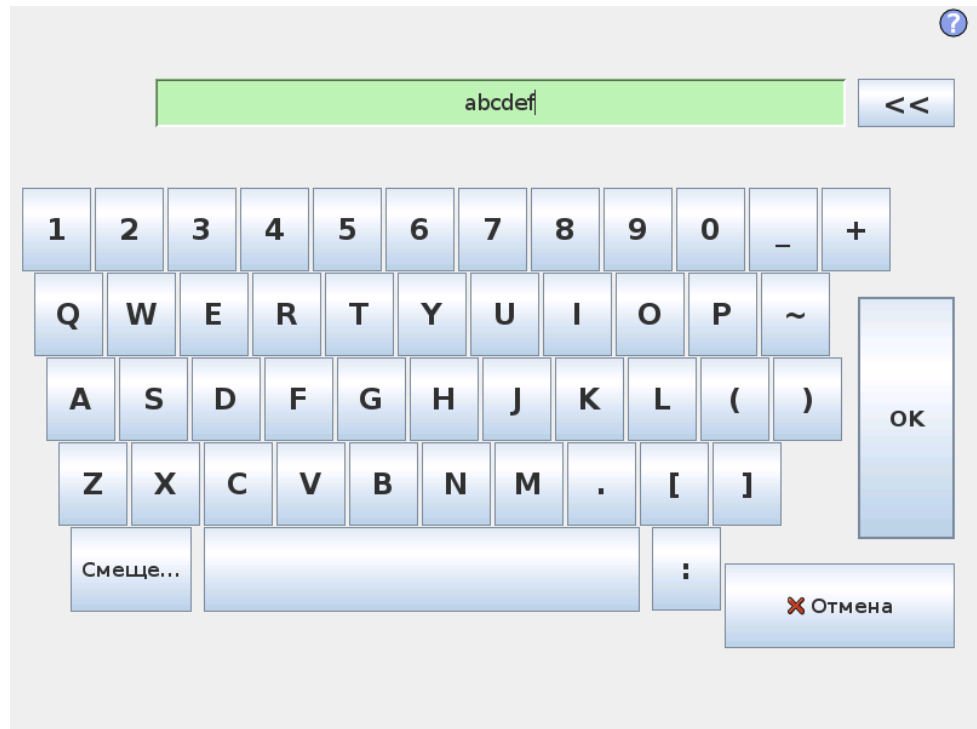 ?
abcdef
<<
1 2 3 4 5 6 7 8 9 0 _ +
Q W E R T Y U I O P ~
A S D F G H J K L ( )
OK
Z X C V B N M . [ ]
Смеще... :
Отмена